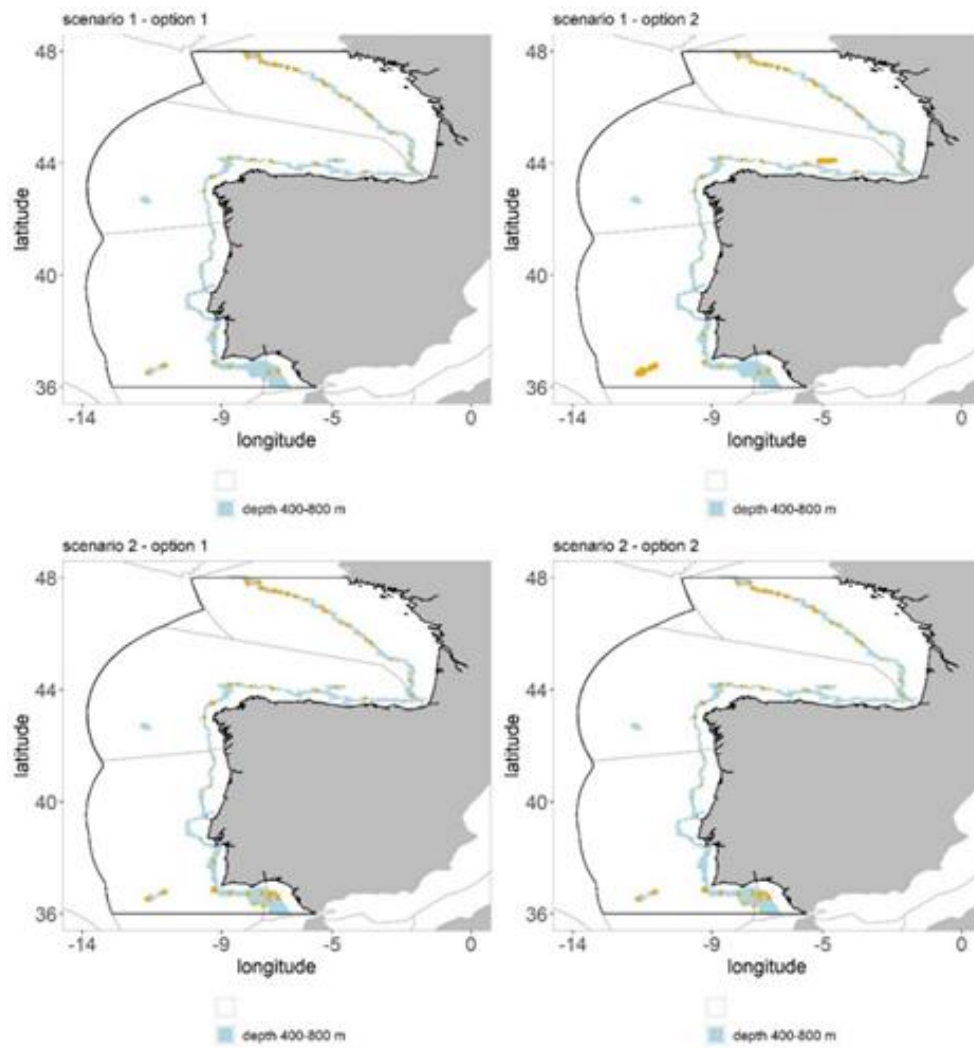 scenario 1 - option 1
scenario 1 - option 2
48
44
40
36
latitude
-14
-9
-5
0
longitude
48
44
40
36
latitude
-14
-9
-5
0
longitude
depth 400-800 m
depth 400-800 m
scenario 2 - option 1
scenario 2 - option 2
48
44
40
36
latitude
-14
-9
-5
0
longitude
48
44
40
36
latitude
-14
-9
-5
0
longitude
depth 400-800 m
depth 400-800 m